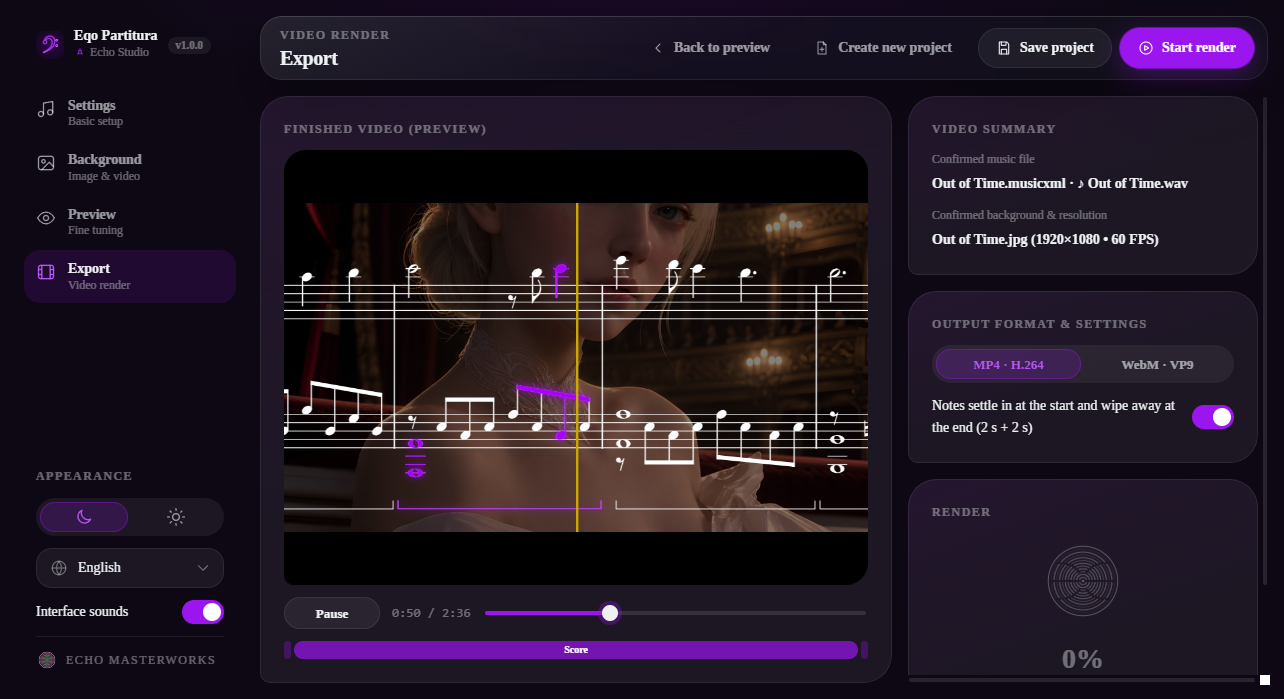 Eqo Partitura
Echo Studio
v1.0.0
Settings
Basic setup
Background
Image & video
Preview
Fine tuning
Export
Video render
APPEARANCE
English
Interface sounds
ECHO MASTERWORKS
VIDEO RENDER
Export
Back to preview
Create new project
Save project
Start render
FINISHED VIDEO (PREVIEW)
Pause
0:50 / 2:36
Score
VIDEO SUMMARY
Confirmed music file
Out of Time.musicxml · ♪ Out of Time.wav
Confirmed background & resolution
Out of Time.jpg (1920×1080 • 60 FPS)
OUTPUT FORMAT & SETTINGS
MP4 · H.264
WebM · VP9
Notes settle in at the start and wipe away at
the end (2 s + 2 s)
RENDER
0%